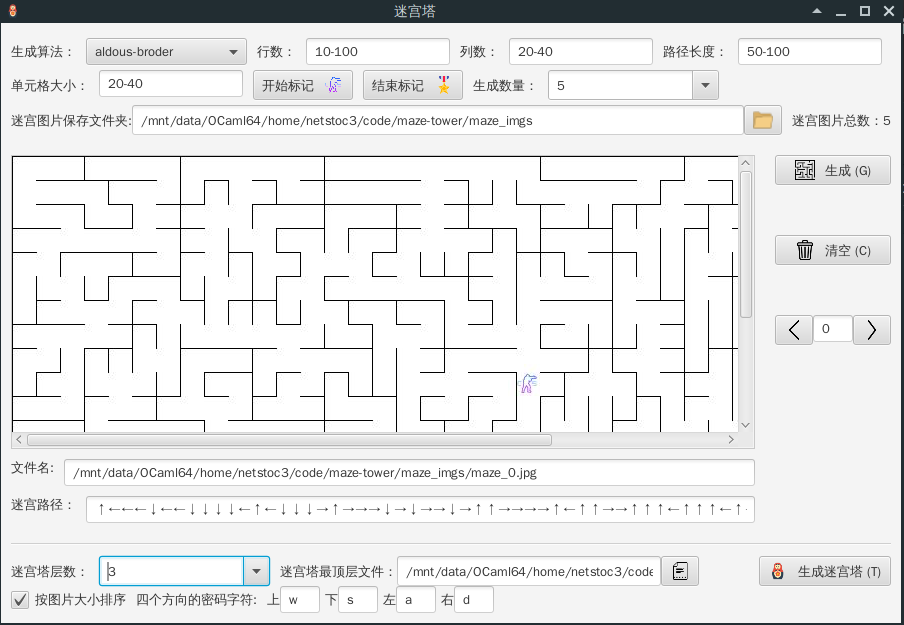 迷宫塔
生成算法： aldous-broder 行数： 10-100 列数： 20-40 路径长度： 50-100
单元格大小： 20-40 开始标记 结束标记 生成数量： 5
迷宫图片保存文件夹: /mnt/data/OCaml64/home/netstoc3/code/maze-tower/maze_imgs 迷宫图片总数：5
生成 (G)
清空 (C)
0
文件名: /mnt/data/OCaml64/home/netstoc3/code/maze-tower/maze_imgs/maze_0.jpg
迷宫路径： ↑←←←↓←←↓↓↓↓←↑←↓↓↓→↑→→→↓→↓→→↓→↑↑→→→→↑←↑↑→→↑↑↑←↑↑↑←↑
迷宫塔层数： 3 迷宫塔最顶层文件： /mnt/data/OCaml64/home/netstoc3/code 生成迷宫塔 (T)
按图片大小排序 四个方向的密码字符: 上 w 下 s 左 a 右 d